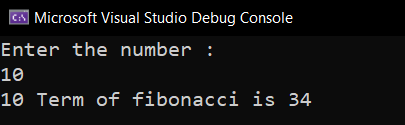 Microsoft Visual Studio Debug Console
Enter the number :
10
10 Term of fibonacci is 34